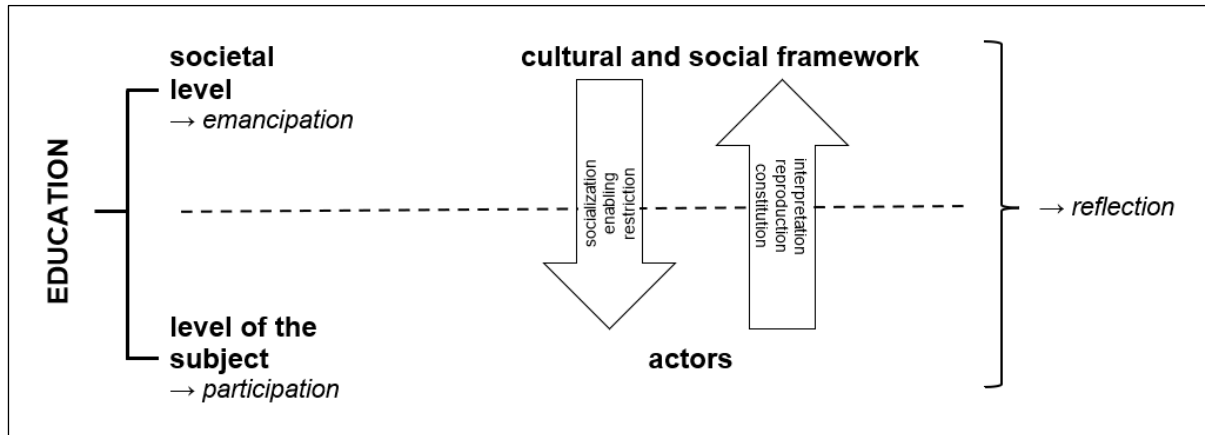 EDUCATION
societal
level
→ emancipation
level of the
subject
→ participation
cultural and social framework
socialization
enabling
restriction
interpretation
reproduction
constitution
actors
→ reflection